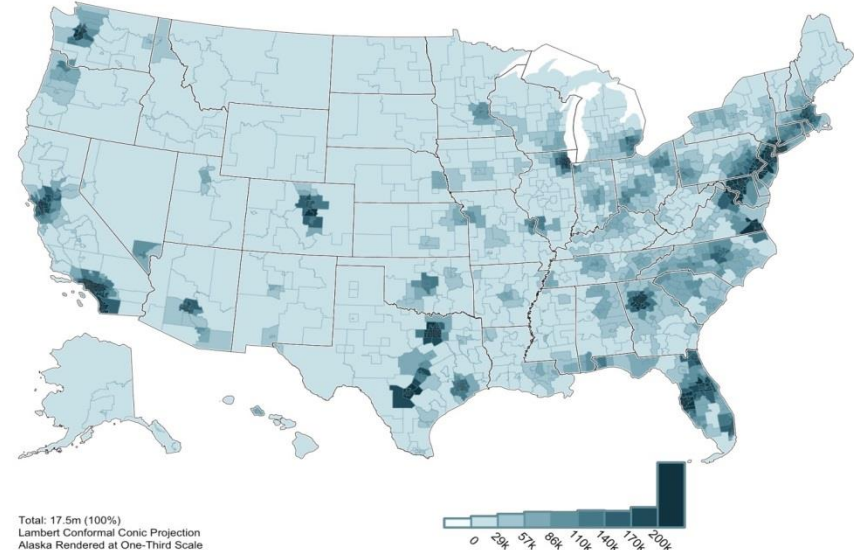 Total: 17.5m (100%)
Lambert Conformal Conic Projection
Alaska Rendered at One-Third Scale
0 29k 57k 86k 110k 140k 170k 200k